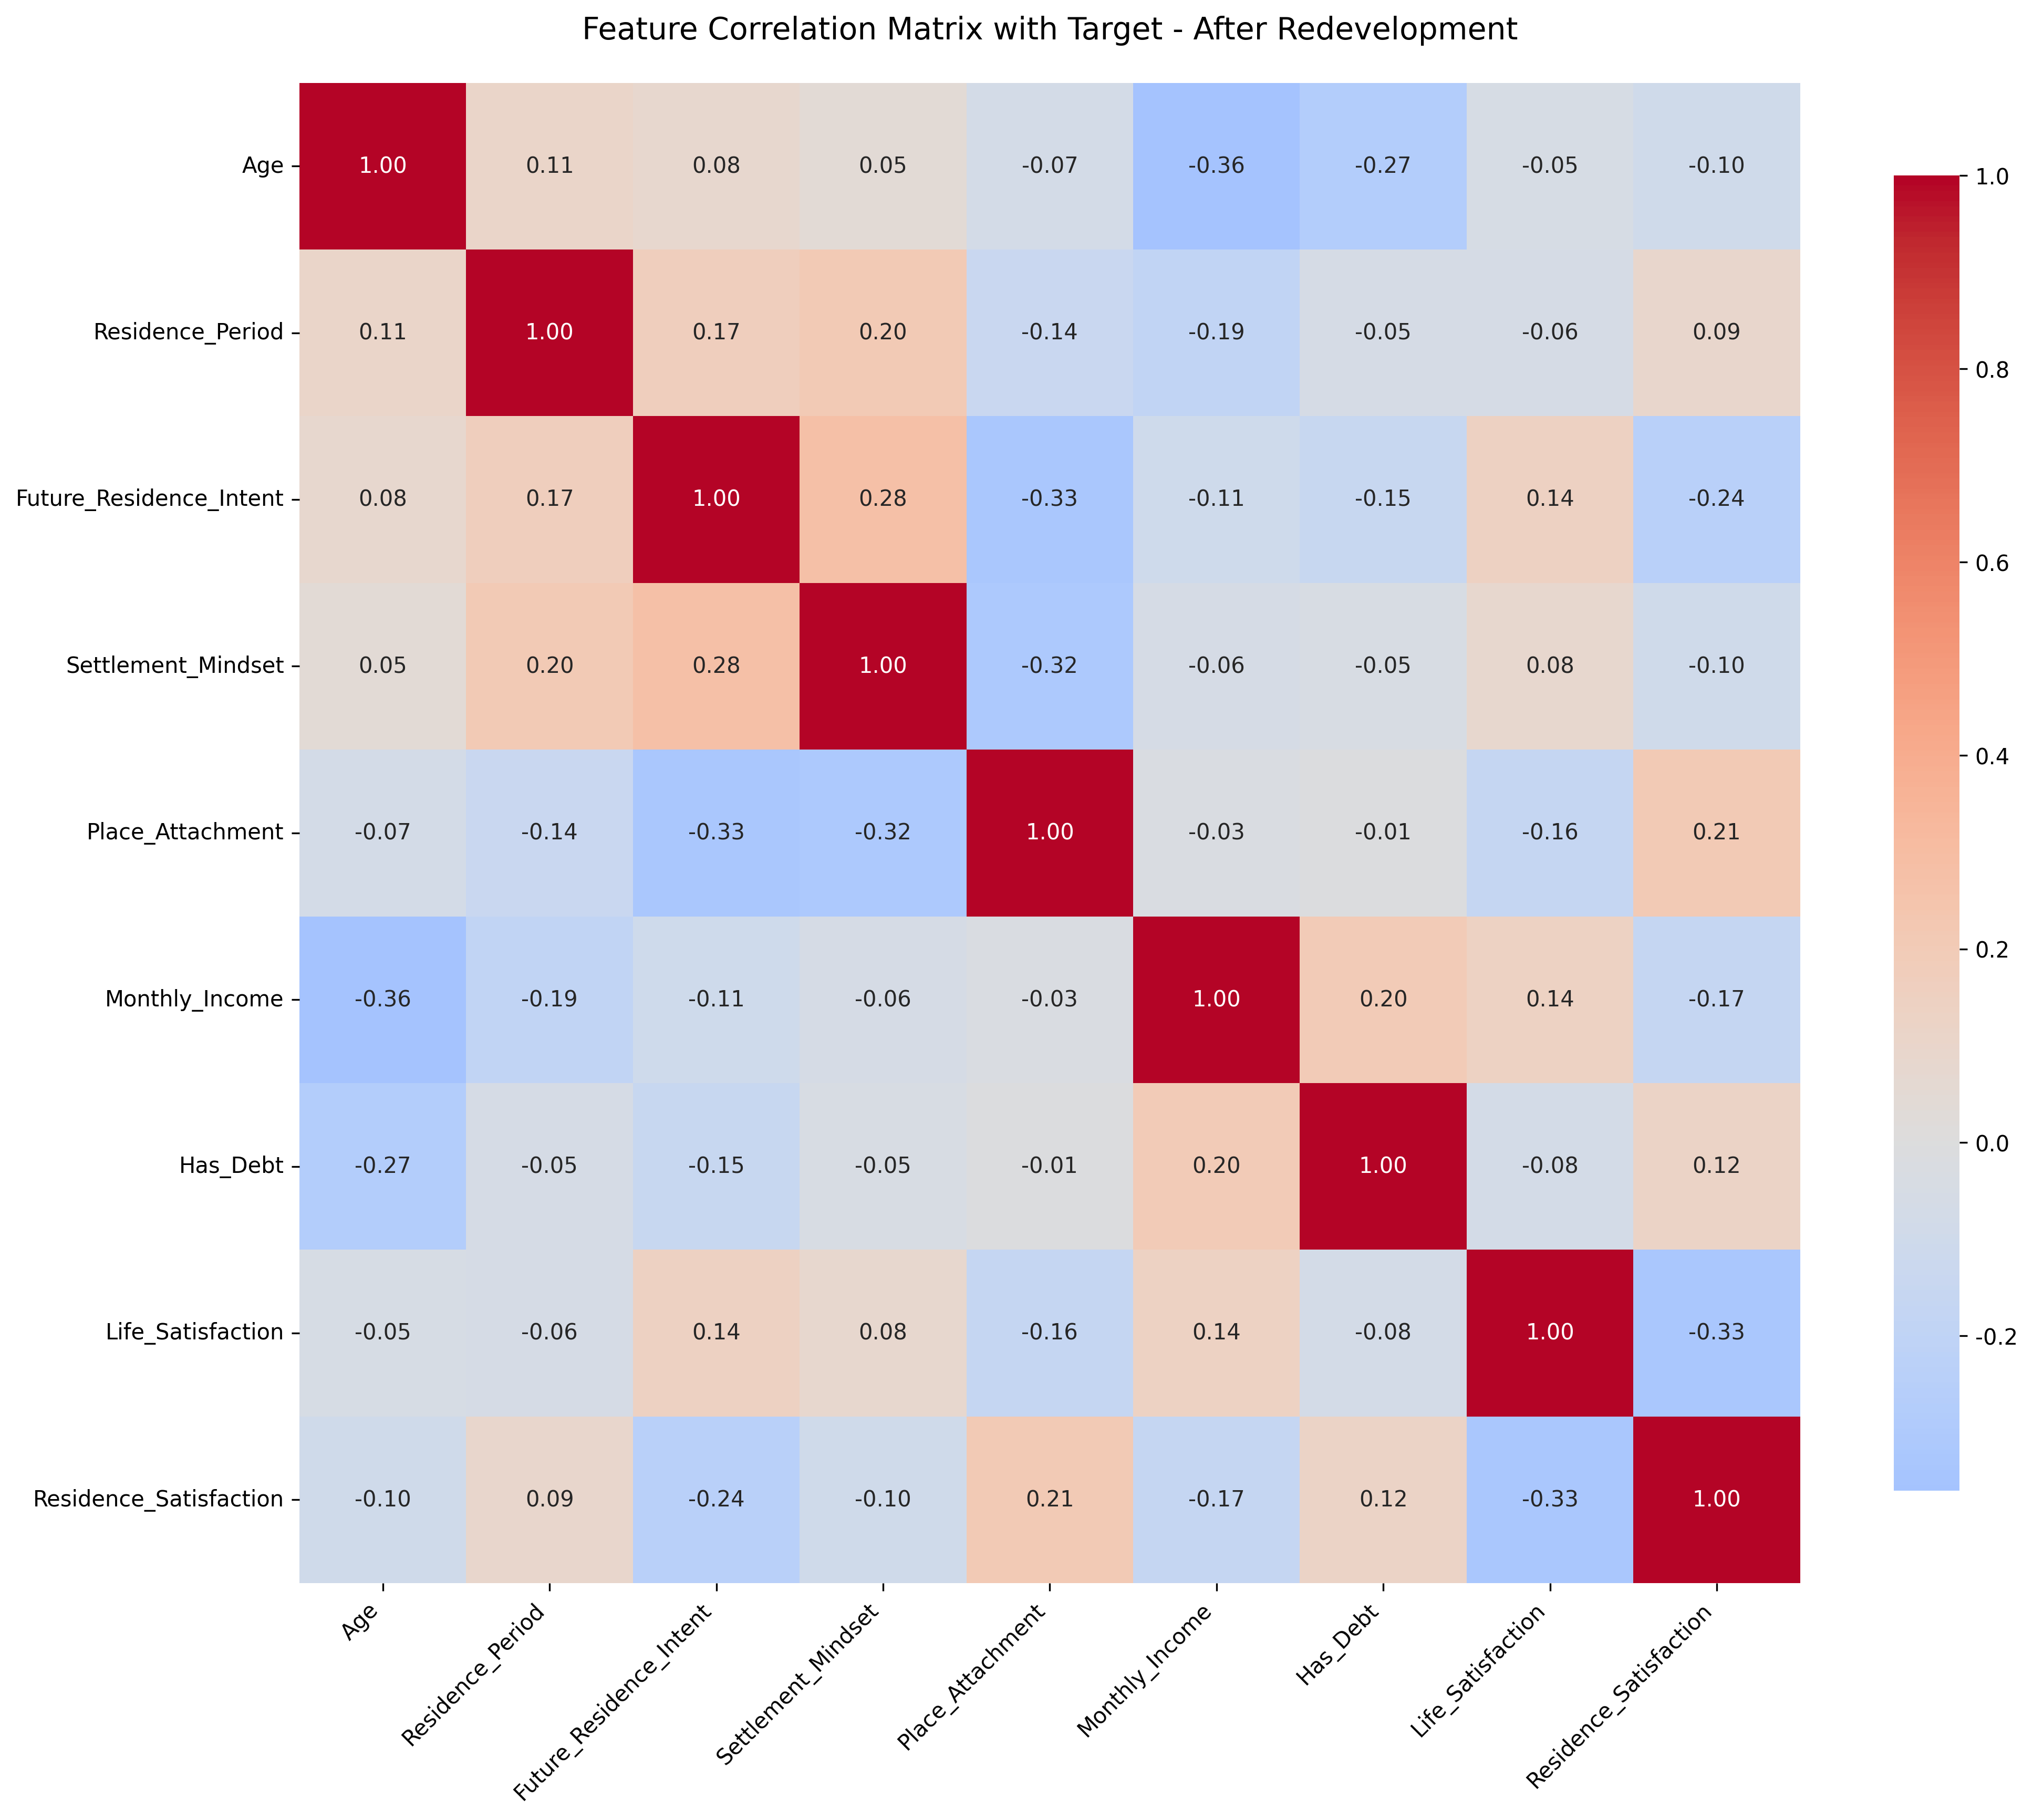 Feature Correlation Matrix with Target - After Redevelopment
Age 1.00 0.11 0.08 0.05 -0.07 -0.36 -0.27 -0.05 -0.10
Residence_Period 0.11 1.00 0.17 0.20 -0.14 -0.19 -0.05 -0.06 0.09
Future_Residence_Intent 0.08 0.17 1.00 0.28 -0.33 -0.11 -0.15 0.14 -0.24
Settlement_Mindset 0.05 0.20 0.28 1.00 -0.32 -0.06 -0.05 0.08 -0.10
Place_Attachment -0.07 -0.14 -0.33 -0.32 1.00 -0.03 -0.01 -0.16 0.21
Monthly_Income -0.36 -0.19 -0.11 -0.06 -0.03 1.00 0.20 0.14 -0.17
Has_Debt -0.27 -0.05 -0.15 -0.05 -0.01 0.20 1.00 -0.08 0.12
Life_Satisfaction -0.05 -0.06 0.14 0.08 -0.16 0.14 -0.08 1.00 -0.33
Residence_Satisfaction -0.10 0.09 -0.24 -0.10 0.21 -0.17 0.12 -0.33 1.00
Age
Residence_Period
Future_Residence_Intent
Settlement_Mindset
Place_Attachment
Monthly_Income
Has_Debt
Life_Satisfaction
Residence_Satisfaction
1.0
0.8
0.6
0.4
0.2
0.0
-0.2